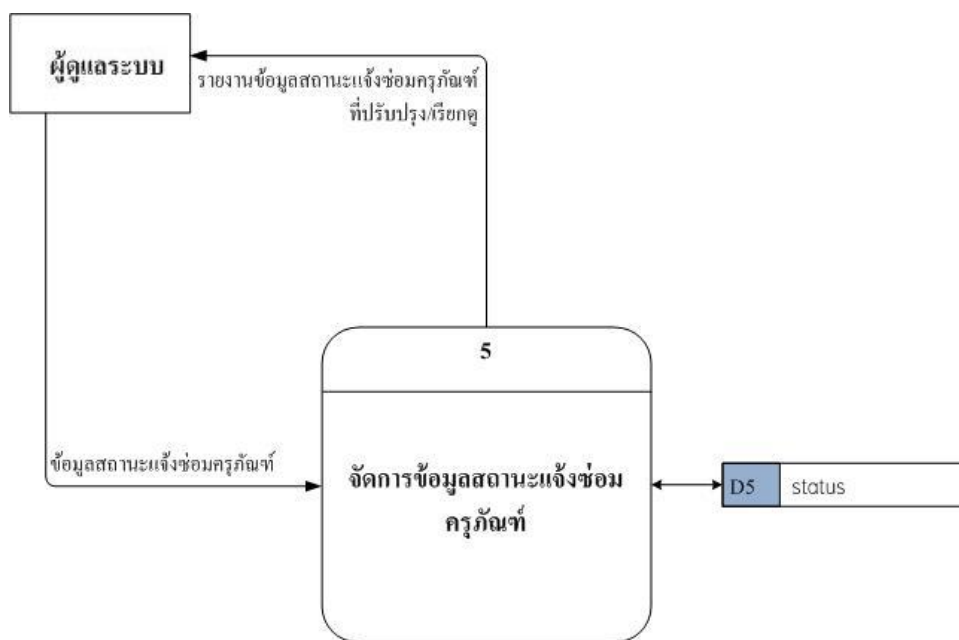 ผู้ดูแลระบบ
รายงานข้อมูลสถานะแจ้งซ่อมครุภัณฑ์
ที่ปรับปรุง/เรียกดู
5
ข้อมูลสถานะแจ้งซ่อมครุภัณฑ์
จัดการข้อมูลสถานะแจ้งซ่อม
ครุภัณฑ์
D5 status